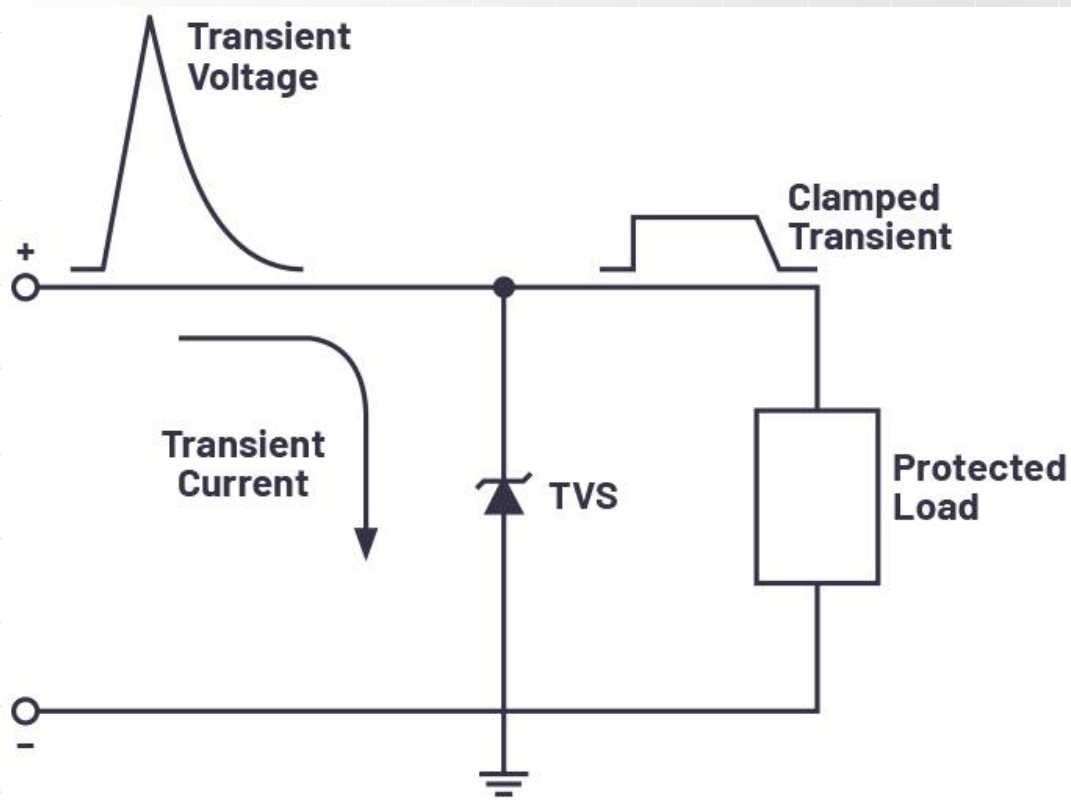 Transient
Voltage
Clamped
Transient
+
Transient
Current
TVS
Protected
Load
–